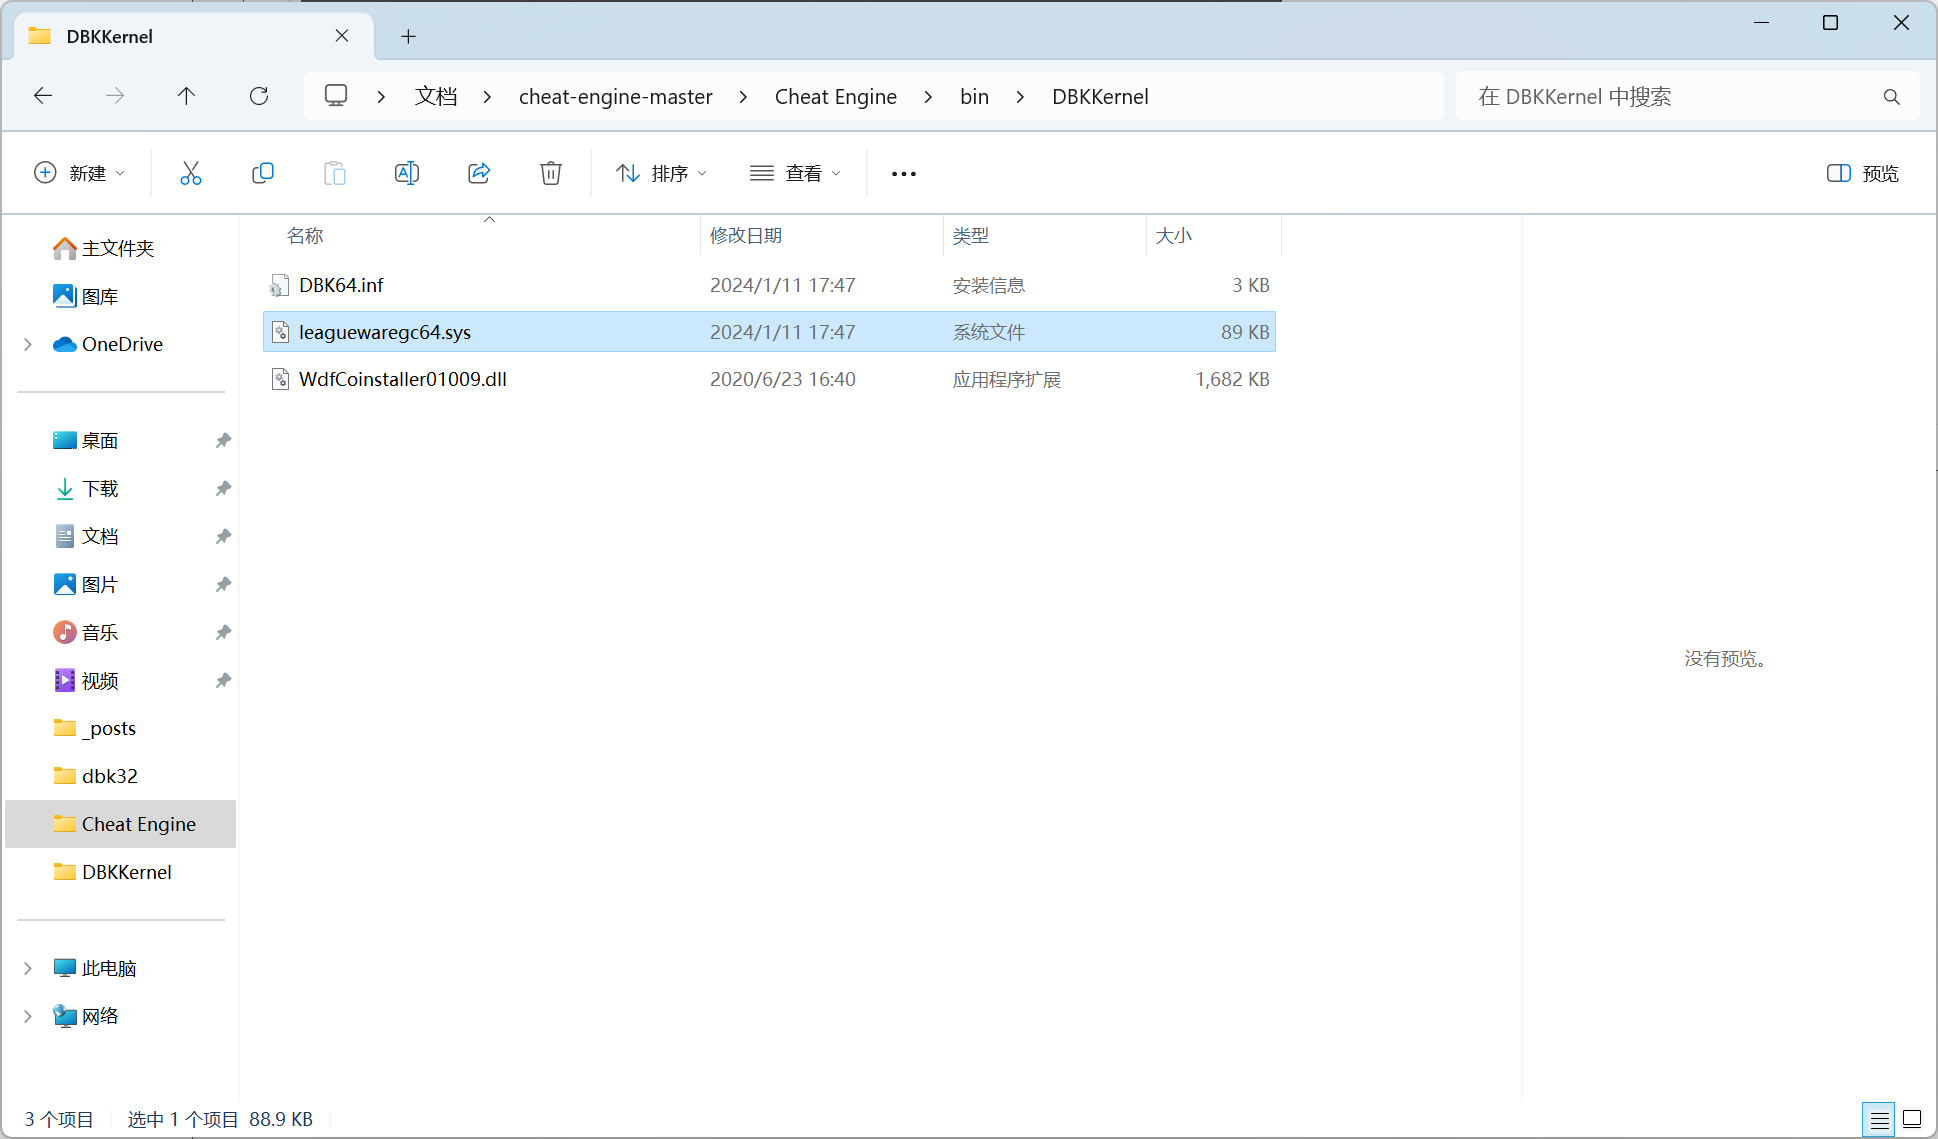 DBKKernel
文档 cheat-engine-master Cheat Engine bin DBKKernel
在 DBKKernel 中搜索
新建 排序 查看 预览
主文件夹
图库
OneDrive
桌面
下载
文档
图片
音乐
视频
_posts
dbk32
Cheat Engine
DBKKernel
此电脑
网络
名称 修改日期 类型 大小
DBK64.inf 2024/1/11 17:47 安装信息 3 KB
leaguewaregc64.sys 2024/1/11 17:47 系统文件 89 KB
WdfCoinstaller01009.dll 2020/6/23 16:40 应用程序扩展 1,682 KB
没有预览。
3 个项目 选中 1 个项目 88.9 KB